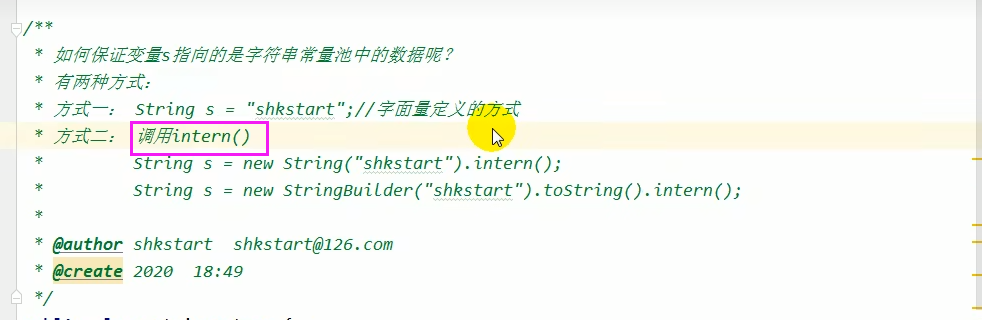 /**
* 如何保证变量s指向的是字符串常量池中的数据呢?
* 有两种方式:
* 方式一: String s = "shkstart";//字面量定义的方式
* 方式二: 调用intern()
* String s = new String("shkstart").intern();
* String s = new StringBuilder("shkstart").toString().intern();
*
* @author shkstart shkstart@126.com
* @create 2020 18:49
*/